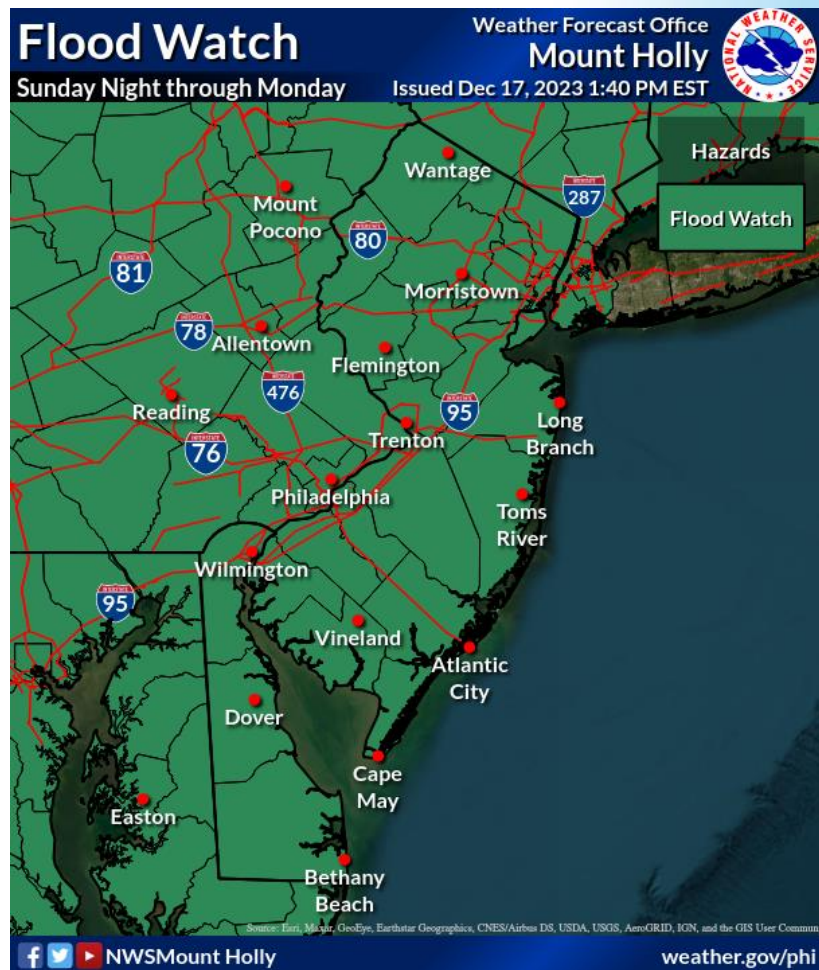 Flood Watch
Sunday Night through Monday
Weather Forecast Office
Mount Holly
Issued Dec 17, 2023 1:40 PM EST
NATIONAL WEATHER SERVICE
Hazards
Flood Watch
Wantage
287
Mount
Pocono
80
81
Morristown
78
Allentown
Flemington
476
Reading
95
Long
Branch
Trenton
76
Philadelphia
Toms
River
Wilmington
95
Vineland
Atlantic
City
Dover
Cape
May
Easton
Bethany
Beach
Source: Esri, Maxar, GeoEye, Earthstar Geographics, CNES/Airbus DS, USDA, USGS, AeroGRID, IGN, and the GIS User Commun
NWSMount Holly
weather.gov/phi